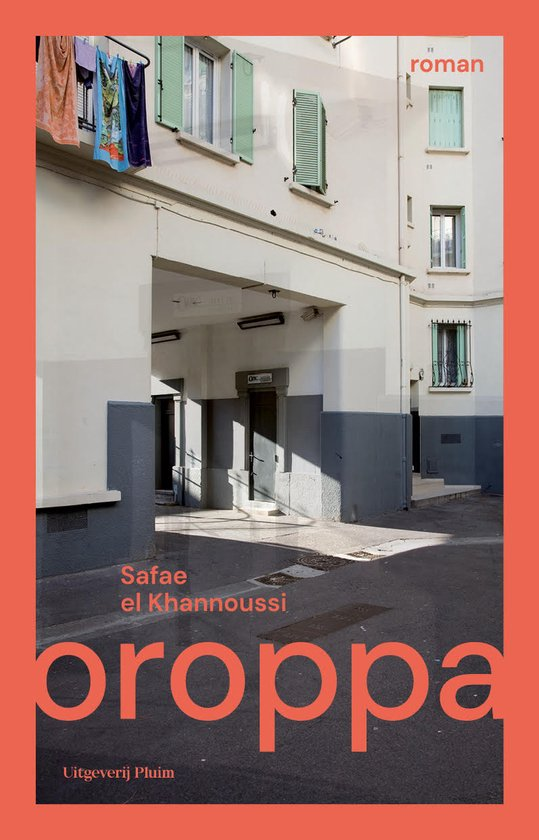 roman
Safae
el Khannoussi
oroppa
Uitgeverij Pluim